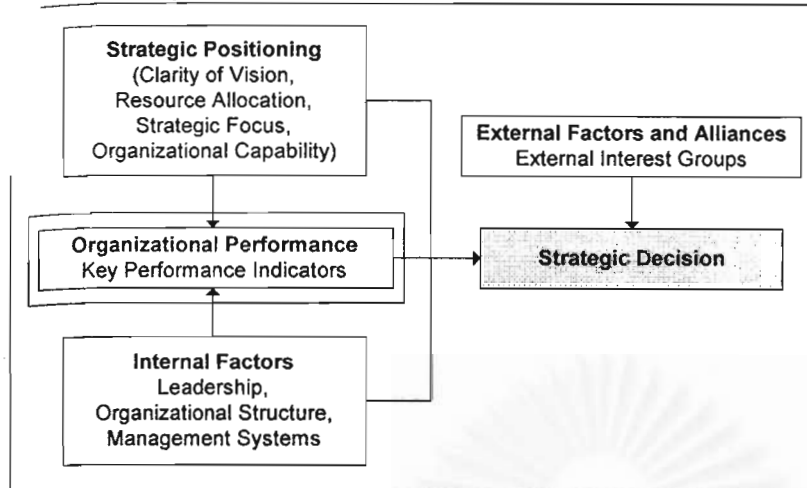 Strategic Positioning
(Clarity of Vision,
Resource Allocation,
Strategic Focus,
Organizational Capability)
External Factors and Alliances
External Interest Groups
Organizational Performance
Key Performance Indicators
Strategic Decision
Internal Factors
Leadership,
Organizational Structure,
Management Systems